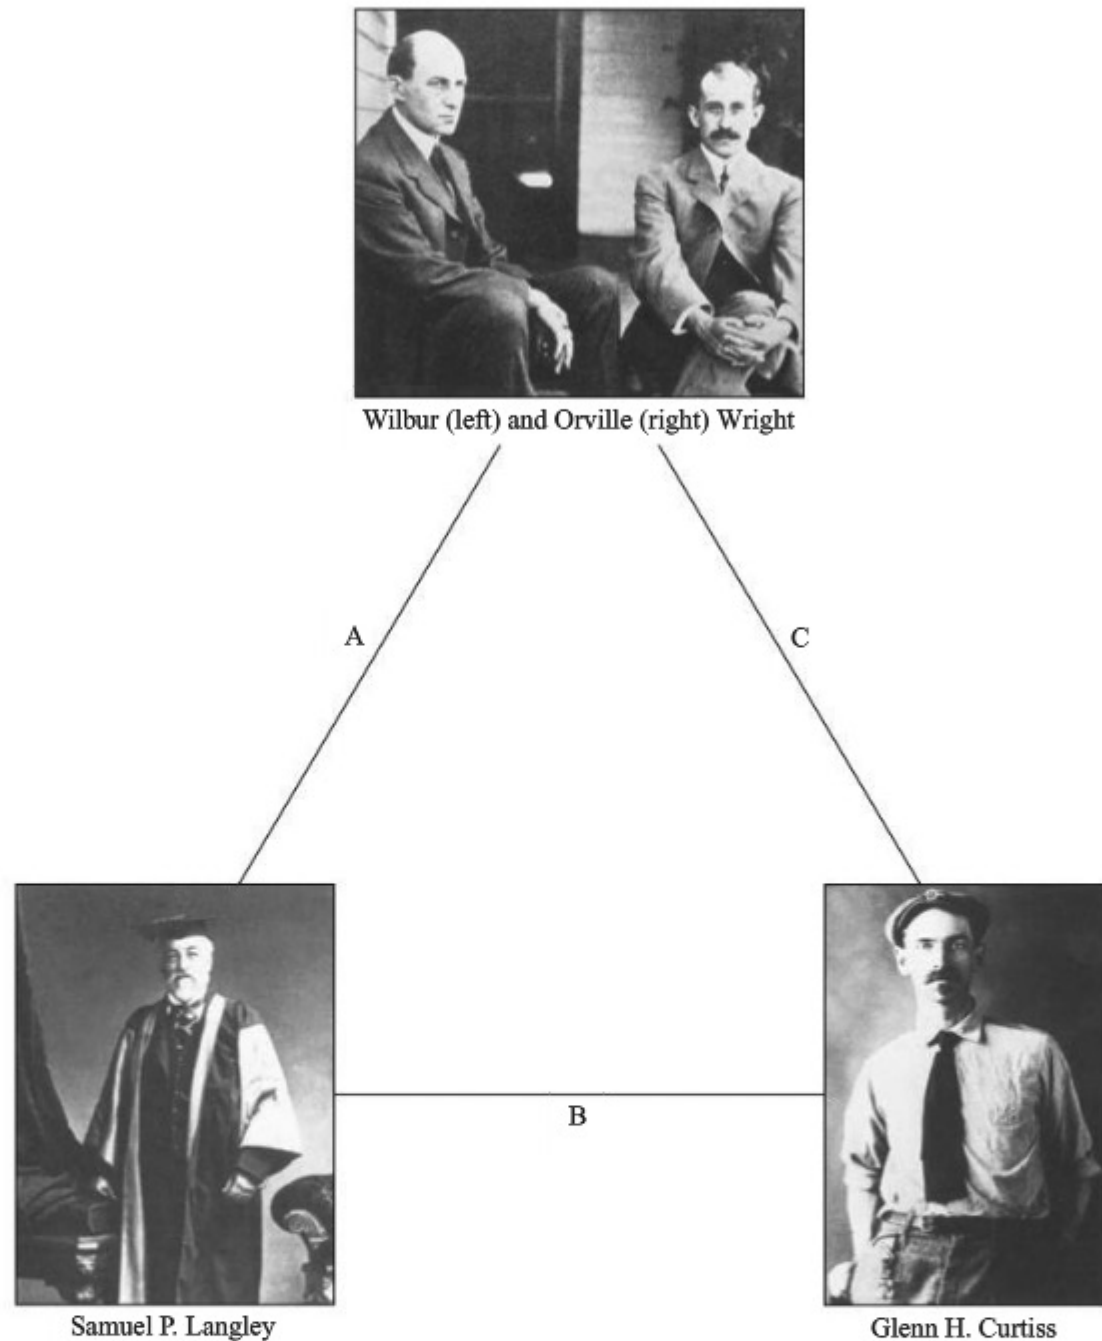 Wilbur (left) and Orville (right) Wright
A
C
B
Samuel P. Langley
Glenn H. Curtiss